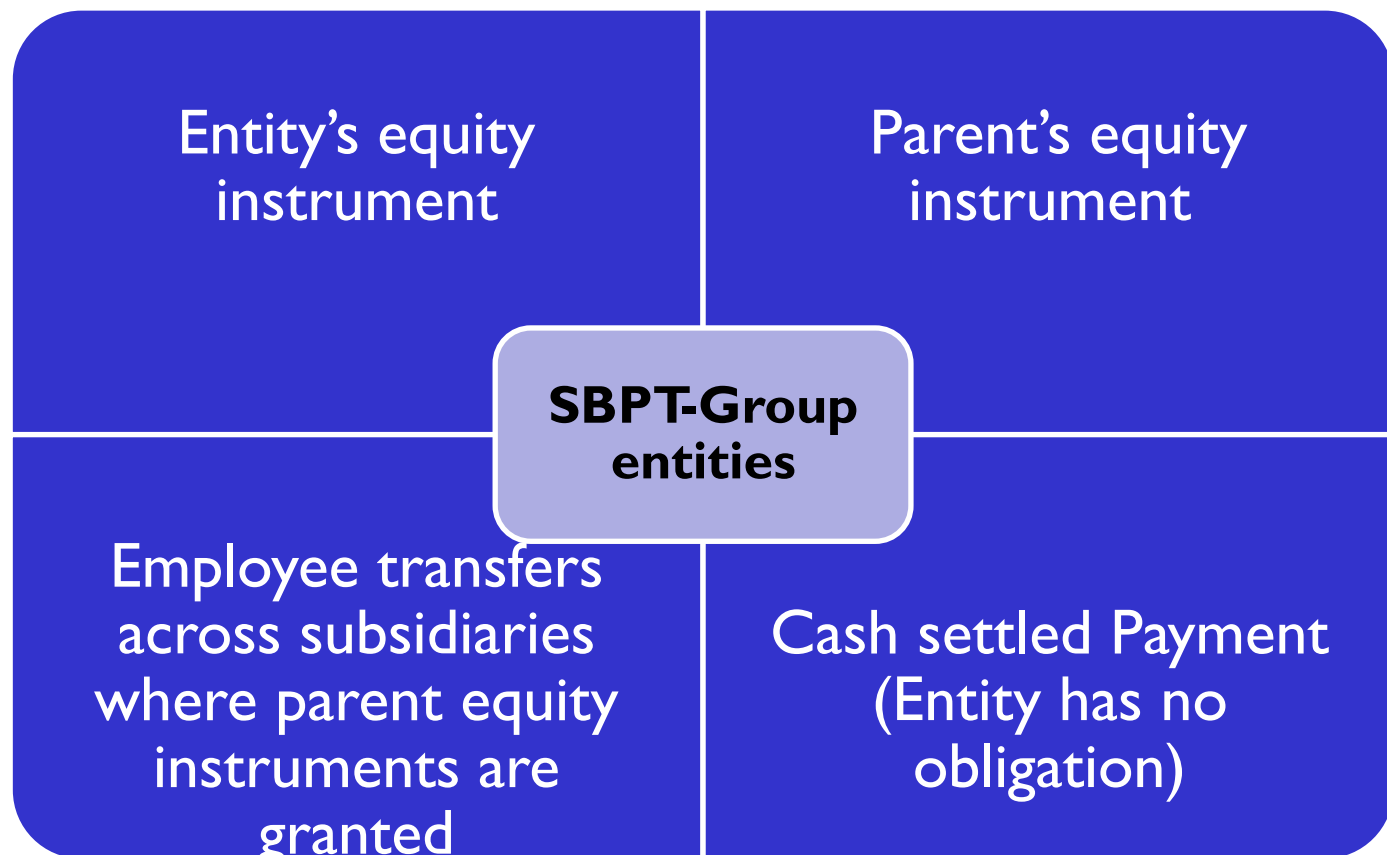 Entity’s equity
instrument
Parent’s equity
instrument
SBPT-Group
entities
Employee transfers
across subsidiaries
where parent equity
instruments are
granted
Cash settled Payment
(Entity has no
obligation)